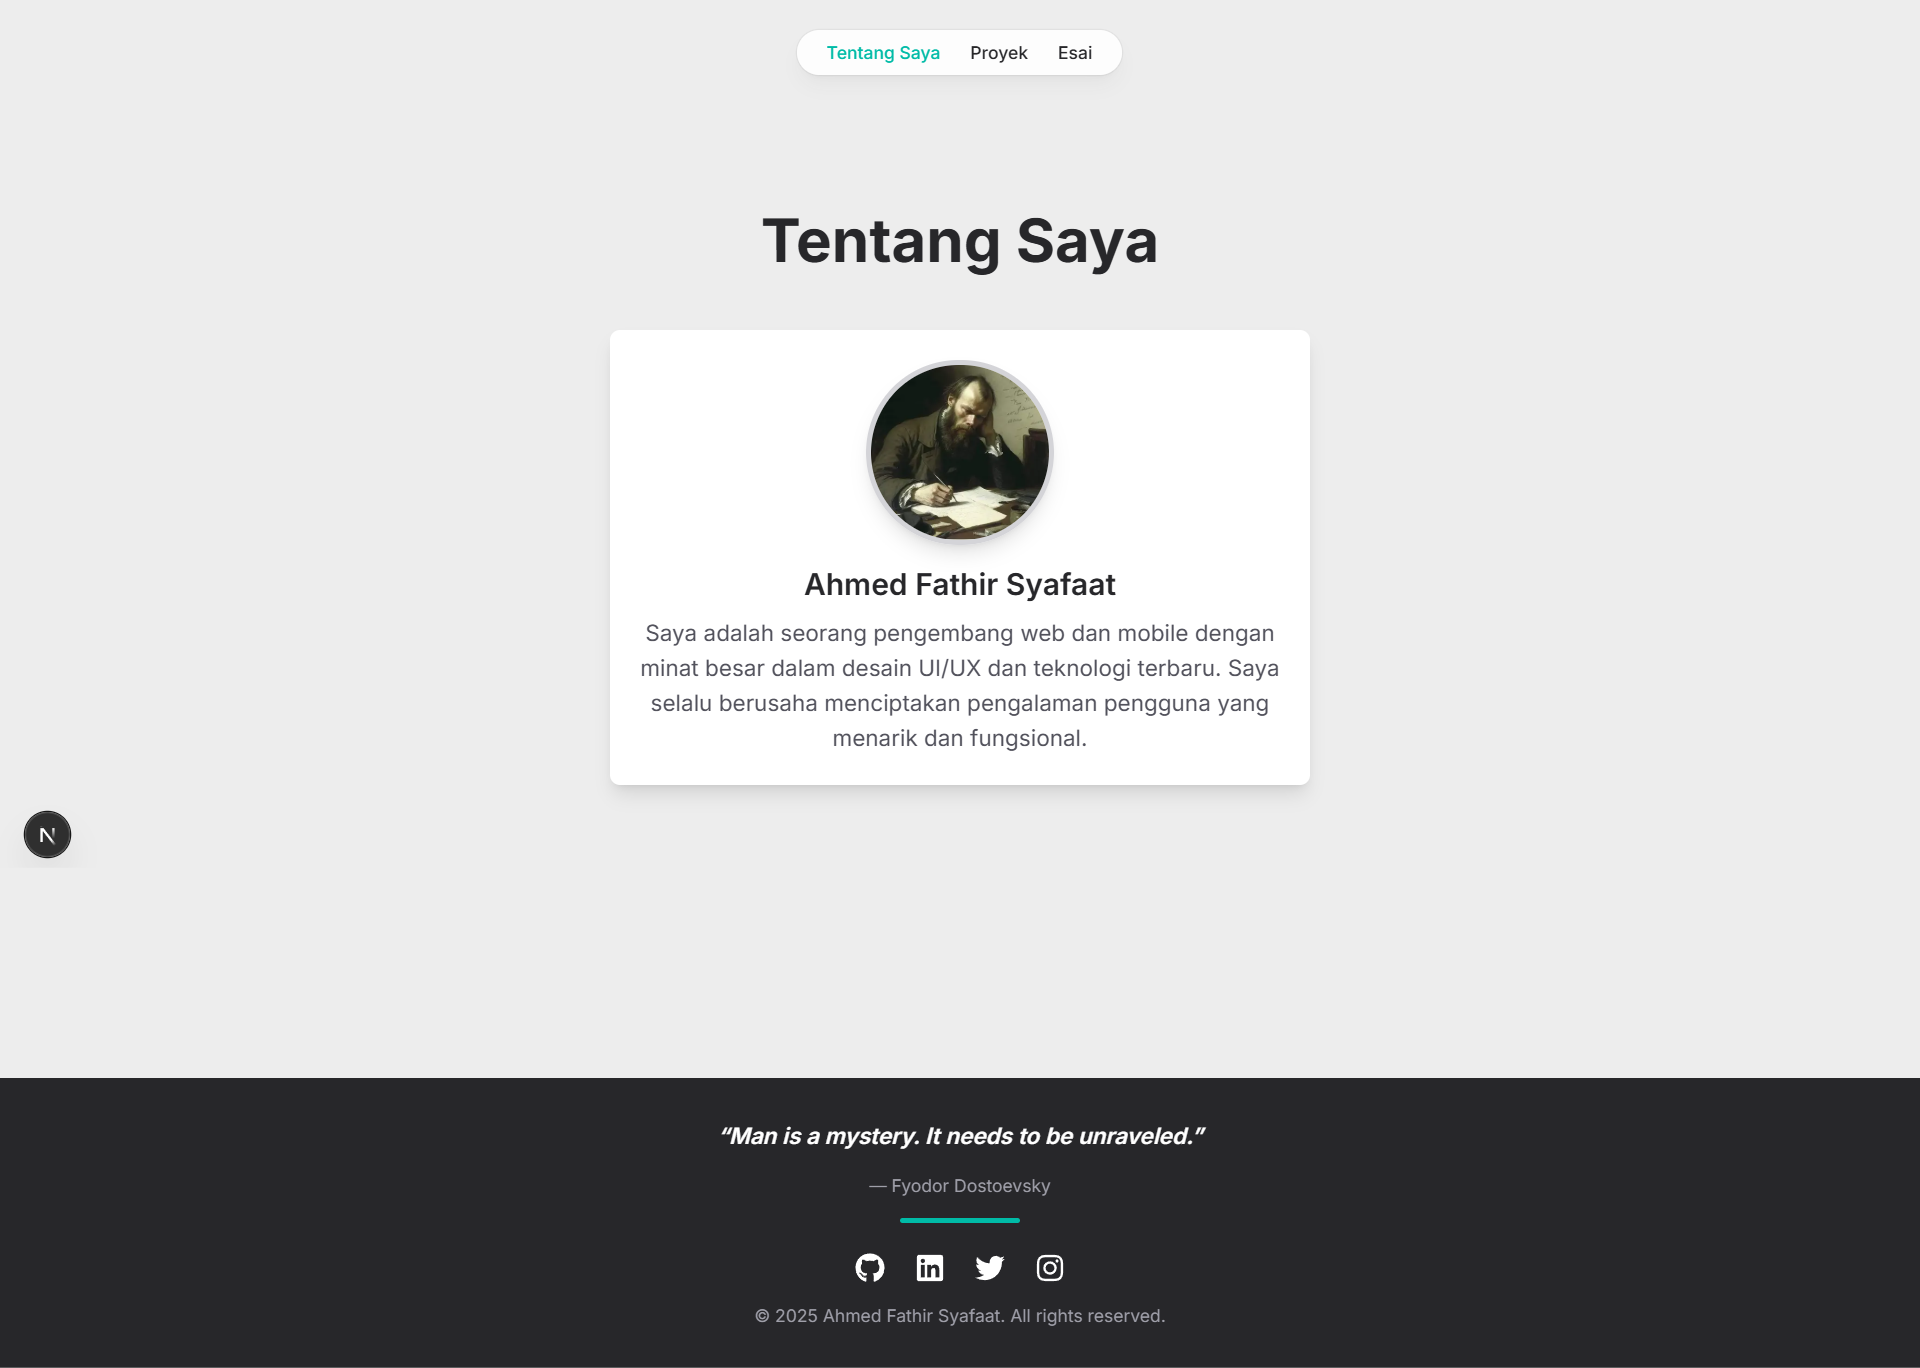 Tentang Saya Proyek Esai
Tentang Saya
Ahmed Fathir Syafaat
Saya adalah seorang pengembang web dan mobile dengan
minat besar dalam desain UI/UX dan teknologi terbaru. Saya
selalu berusaha menciptakan pengalaman pengguna yang
menarik dan fungsional.
N
“Man is a mystery. It needs to be unraveled.”
— Fyodor Dostoevsky
in
© 2025 Ahmed Fathir Syafaat. All rights reserved.